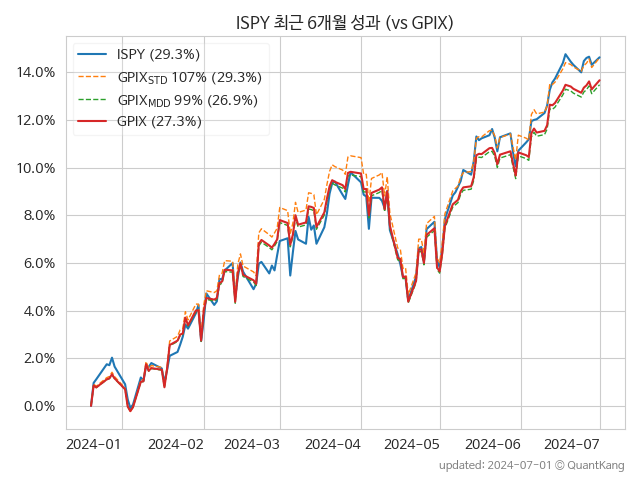 ISPY 최근 6개월 성과 (vs GPIX)
ISPY (29.3%)
GPIX_STD 107% (29.3%)
GPIX_MDD 99% (26.9%)
GPIX (27.3%)
14.0%
12.0%
10.0%
8.0%
6.0%
4.0%
2.0%
0.0%
2024-01 2024-02 2024-03 2024-04 2024-05 2024-06 2024-07
updated: 2024-07-01 © QuantKang